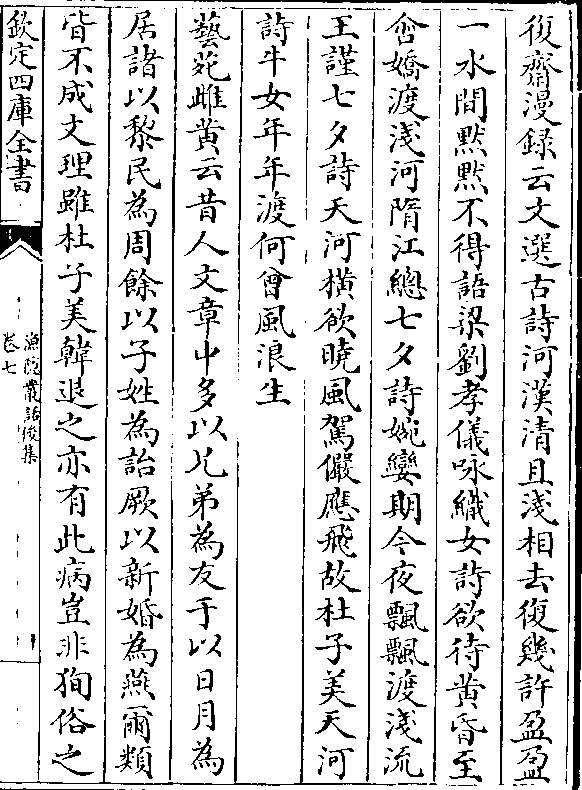 復齋漫録云文選古詩河漢清且淺相去復幾許盈盈
一水間黙黙不得語梁劉孝儀咏織女詩欲待黄昏至
含嬌渡淺河隋江總七夕詩婉孌期今夜飄飄渡淺流
王諲七夕詩天河横欲曉鳳駕儼應飛故杜子美天河
詩牛女年年渡何曾風浪生
藝苑雌黄云昔人文章中多以兄弟為友于以日月為
居諸以黎民為周餘以子姓為詒厥以新婚為燕爾類
皆不成文理雖杜子美韓退之亦有此病豈非狥俗之
欽定四庫全書
漁隱叢話後集
卷七